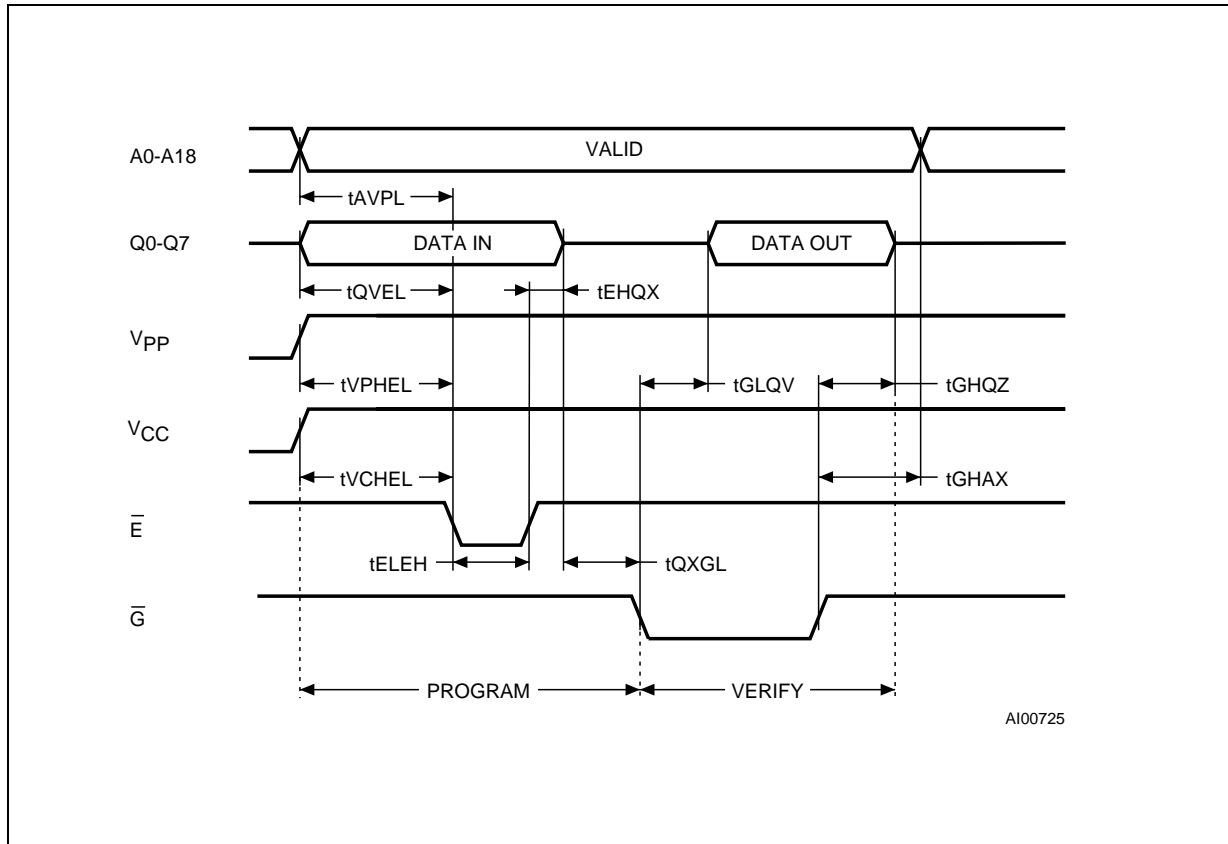 A0-A18
VALID
tAVPL
Q0-Q7
DATA IN
DATA OUT
tQVEL
tEHQX
VPP
tVPHEL
tGLQV
tGHQZ
VCC
tVCHEL
tGHAX
E̅
tELEH
tQXGL
G̅
PROGRAM
VERIFY
AI00725